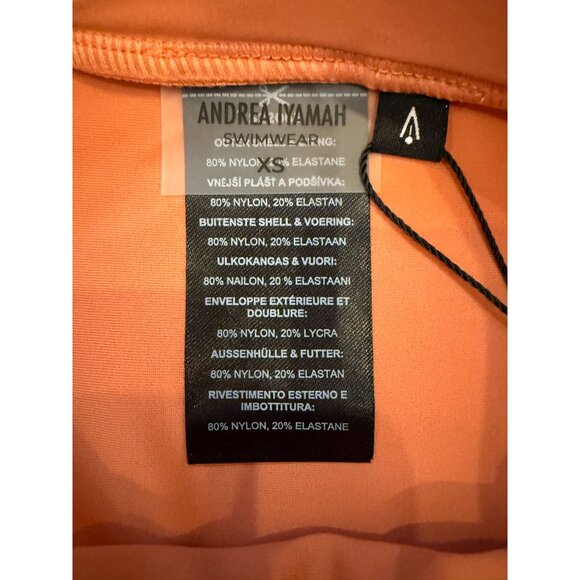 ANDREA IYAMAH
SWIMWEAR
XS
80% NYLON, 20% ELASTANE
VNĚJŠÍ PLÁŠŤ A PODŠÍVKA:
80% NYLON, 20% ELASTAN
BUITENSTE SHELL & VOERING:
80% NYLON, 20% ELASTAAN
ULKOKANGAS & VUORI:
80% NAILON, 20% ELASTAANI
ENVELOPPE EXTÉRIEURE ET
DOUBLURE:
80% NYLON, 20% LYCRA
AUSSENHÜLLE & FUTTER:
80% NYLON, 20% ELASTAN
RIVESTIMENTO ESTERNO E
IMBOTTITURA:
80% NYLON, 20% ELASTANE